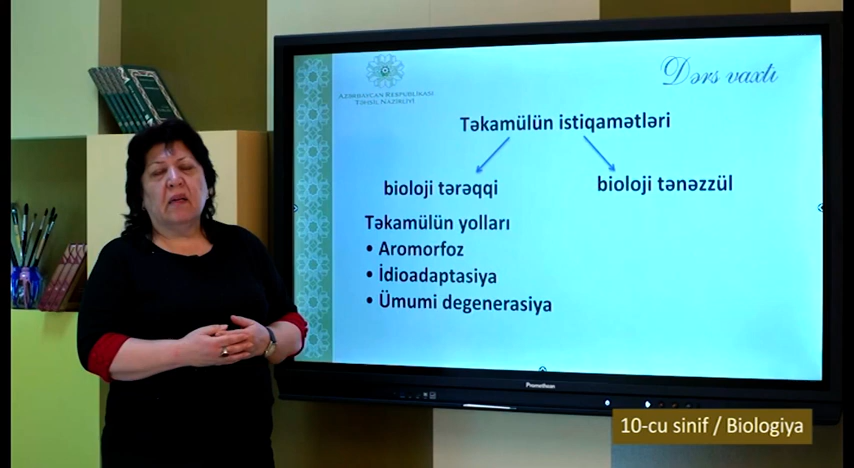 AZƏRBAYCAN RESPUBLİKASI
TƏHSİL NAZİRLİYİ
Dərs vaxtı
Təkamülün istiqamətləri
bioloji tərəqqi
bioloji tənəzzül
Təkamülün yolları
• Aromorfoz
• İdioadaptasiya
• Ümumi degenerasiya
Promethean
10-cu sinif / Biologiya